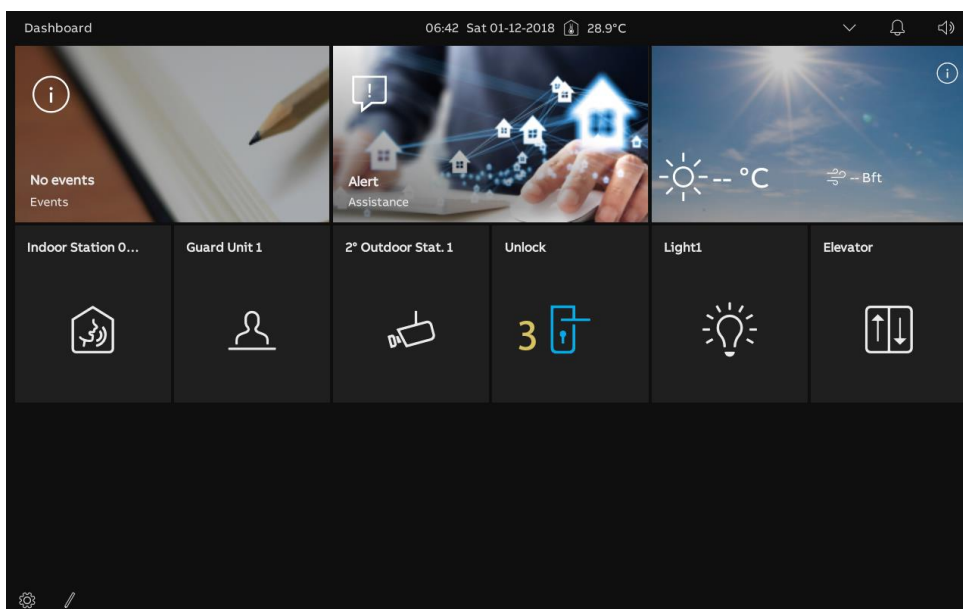 Dashboard
06:42 Sat 01-12-2018 28.9°C
No events
Events
Alert
Assistance
-- °C
-- Bft
Indoor Station 0...
Guard Unit 1
2° Outdoor Stat. 1
Unlock
Light1
Elevator
3